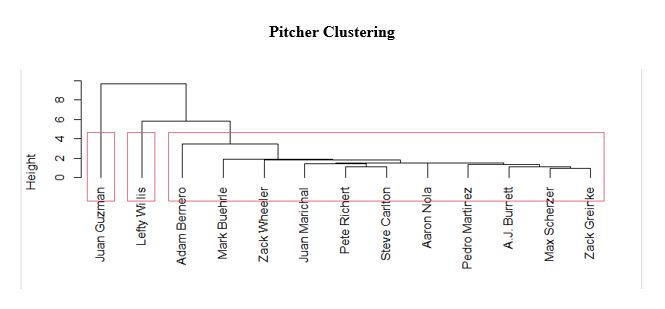 Pitcher Clustering
Height
8
6
4
2
0
Juan Guzman
Lefty Willis
Adam Bernero
Mark Buehrle
Zack Wheeler
Juan Marichal
Pete Richert
Steve Carlton
Aaron Nola
Pedro Martinez
A.J. Burnett
Max Scherzer
Zack Greinke